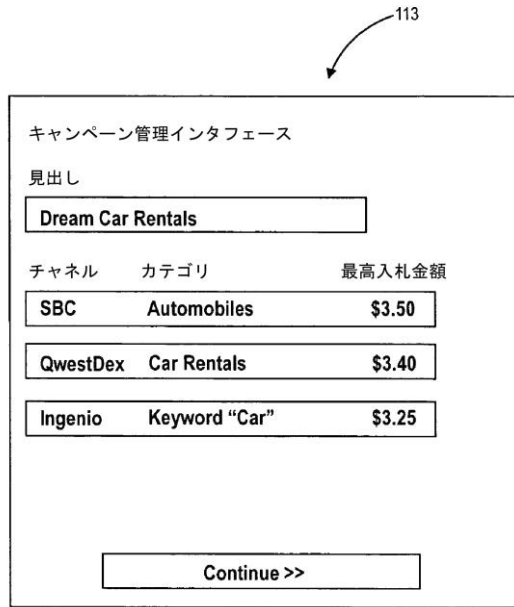 113
キャンペーン管理インタフェース
見出し
Dream Car Rentals
チャネル カテゴリ 最高入札金額
SBC Automobiles $3.50
QwestDex Car Rentals $3.40
Ingenio Keyword “Car” $3.25
Continue >>